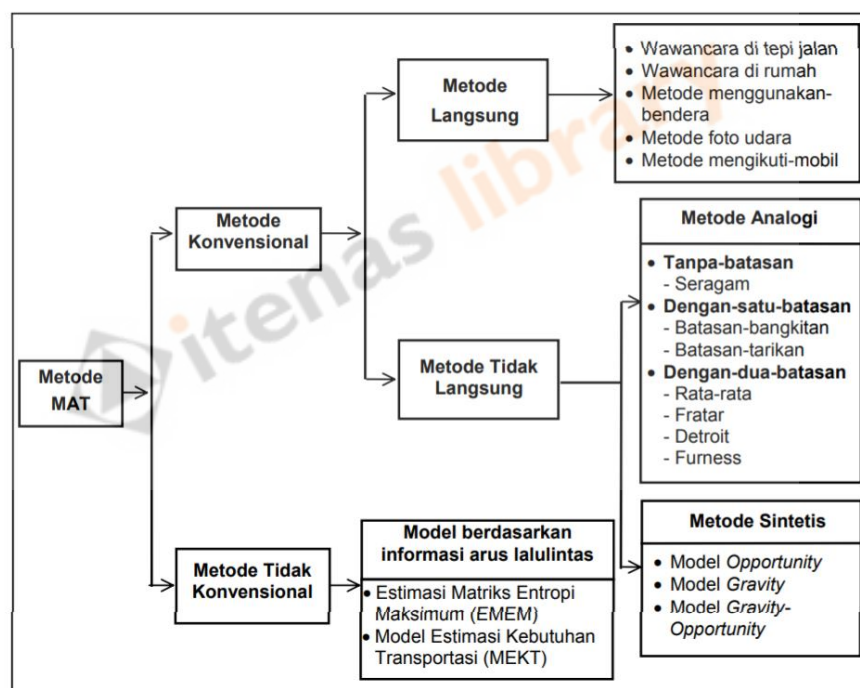 Metode
MAT
Metode
Konvensional
Metode
Langsung
• Wawancara di tepi jalan
• Wawancara di rumah
• Metode menggunakan-
bendera
• Metode foto udara
• Metode mengikuti-mobil
Metode Tidak
Langsung
Metode Analogi
• Tanpa-batasan
- Seragam
• Dengan-satu-batasan
- Batasan-bangkitan
- Batasan-tarikan
• Dengan-dua-batasan
- Rata-rata
- Fratar
- Detroit
- Furness
Metode Sintetis
• Model Opportunity
• Model Gravity
• Model Gravity-
Opportunity
Metode Tidak
Konvensional
Model berdasarkan
informasi arus lalulintas
• Estimasi Matriks Entropi
Maksimum (EMEM)
• Model Estimasi Kebutuhan
Transportasi (MEKT)
itenas library